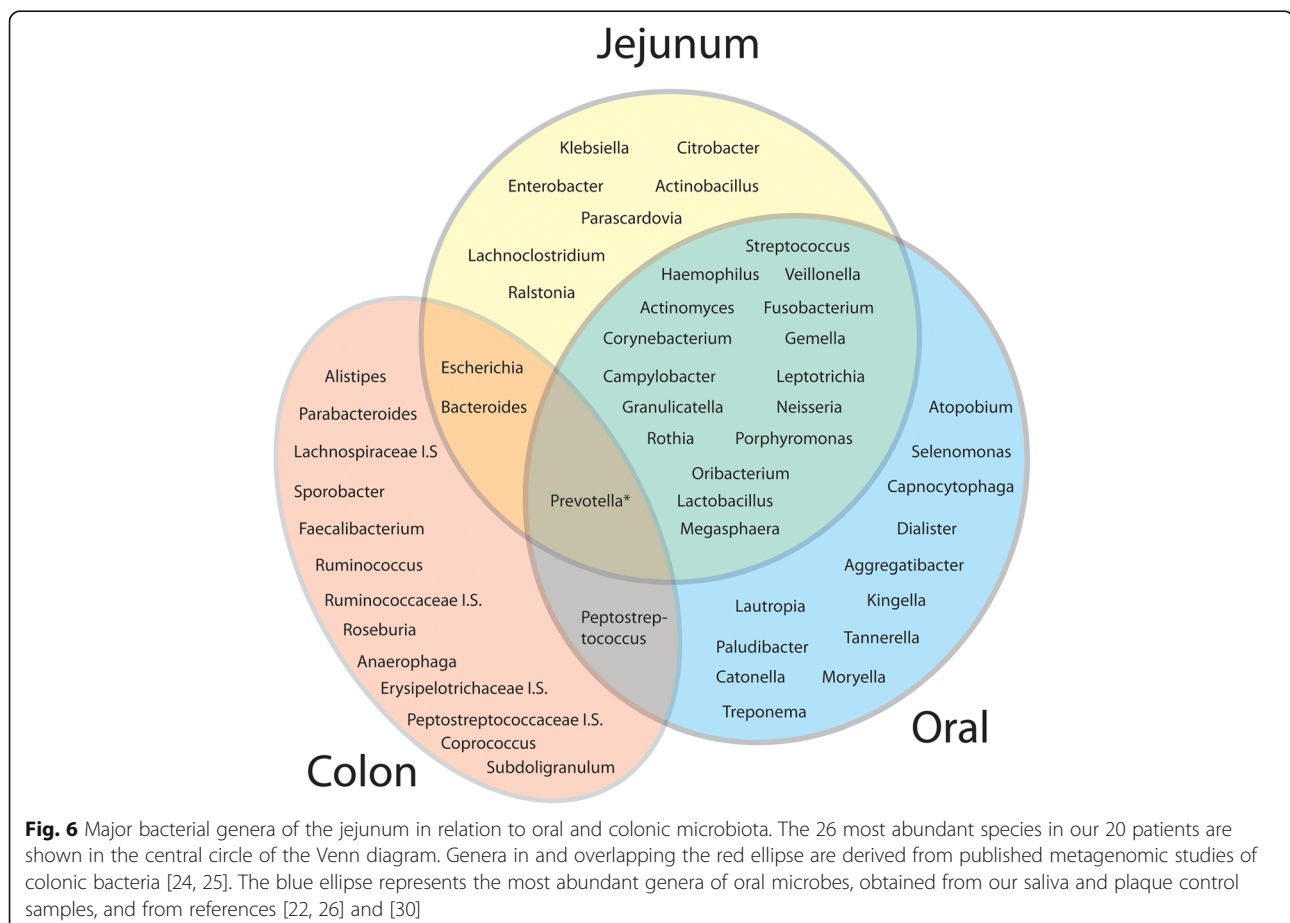 Jejunum
Klebsiella Citrobacter
Enterobacter Actinobacillus
Parascardovia
Streptococcus
Lachnoclostridium
Haemophilus Veillonella
Ralstonia
Actinomyces Fusobacterium
Corynebacterium Gemella
Escherichia
Alistipes Campylobacter Leptotrichia
Parabacteroides Bacteroides Granulicatella Neisseria Atopobium
Rothia Porphyromonas
Lachnospiraceae I.S Selenomonas
Oribacterium
Sporobacter Capnocytophaga
Prevotella* Lactobacillus
Faecalibacterium Megasphaera Dialister
Ruminococcus Aggregatibacter
Ruminococcaceae I.S. Lautropia Kingella
Peptostrep-
tococcus
Roseburia Tannerella
Paludibacter
Anaerophaga
Catonella Moryella
Erysipelotrichaceae I.S.
Treponema
Peptostreptococcaceae I.S.
Oral
Coprococcus
Colon
Subdoligranulum
Fig. 6 Major bacterial genera of the jejunum in relation to oral and colonic microbiota. The 26 most abundant species in our 20 patients are
shown in the central circle of the Venn diagram. Genera in and overlapping the red ellipse are derived from published metagenomic studies of
colonic bacteria [24, 25]. The blue ellipse represents the most abundant genera of oral microbes, obtained from our saliva and plaque control
samples, and from references [22, 26] and [30]